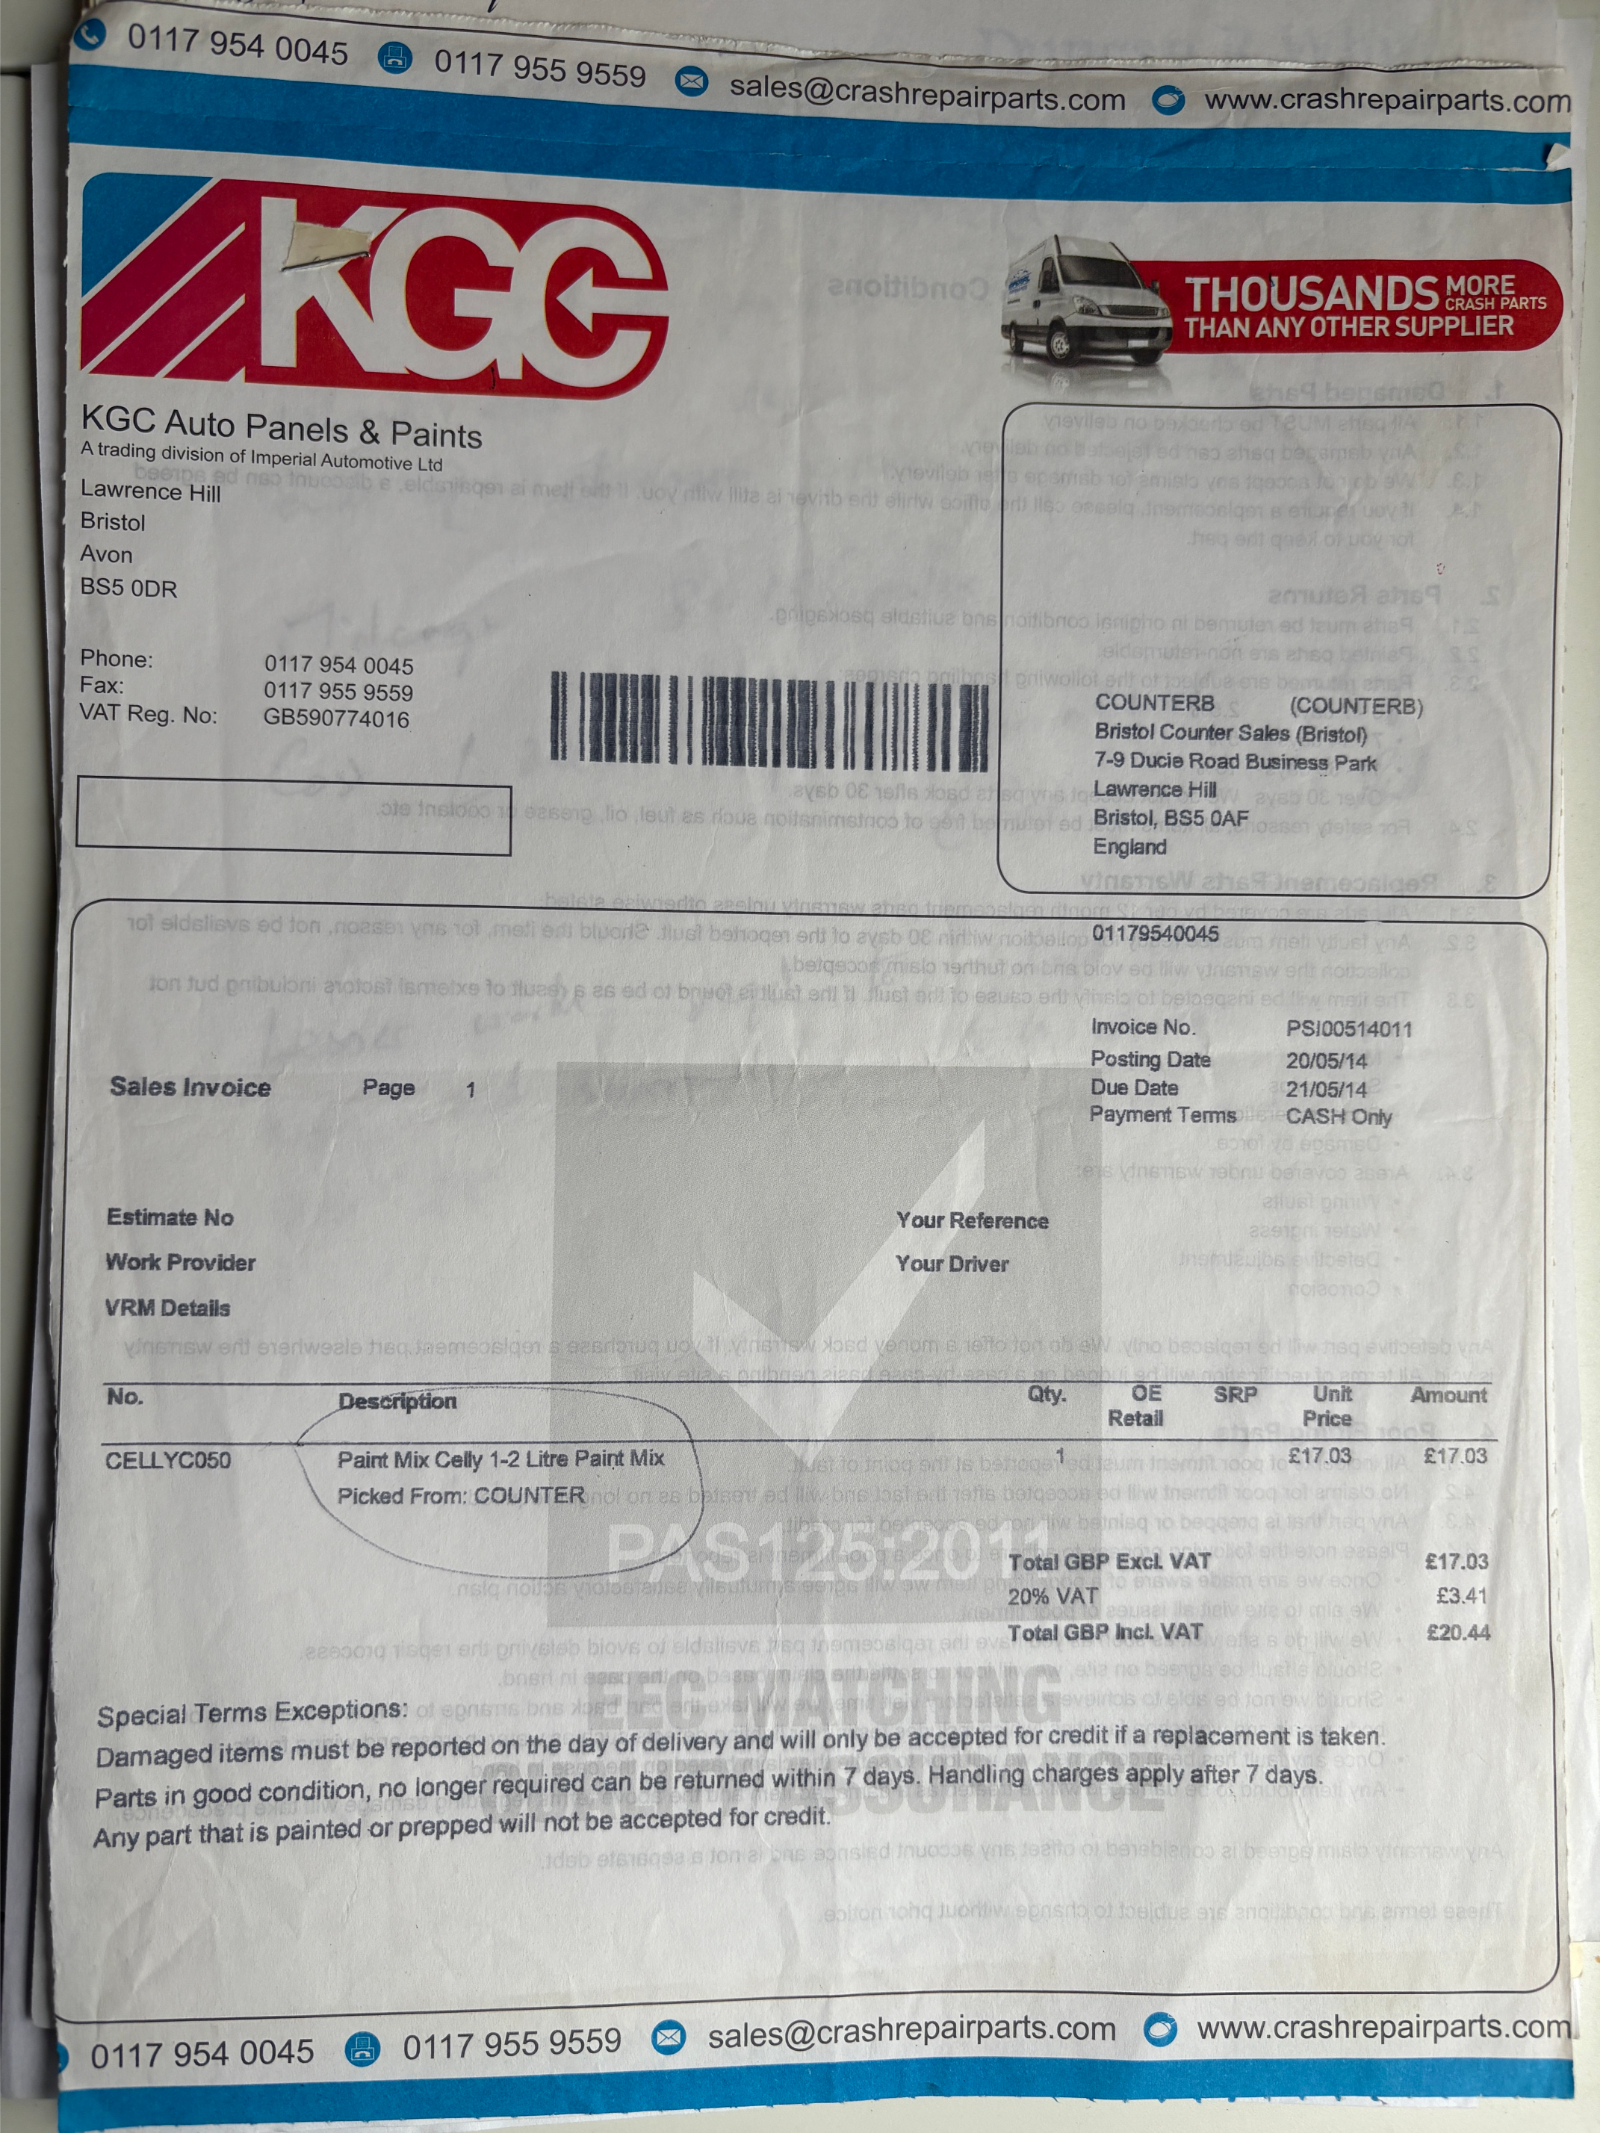 0117 954 0045 0117 955 9559 sales@crashrepairparts.com www.crashrepairparts.com
KGC
THOUSANDS MORE CRASH PARTS
THAN ANY OTHER SUPPLIER
KGC Auto Panels & Paints
A trading division of Imperial Automotive Ltd
Lawrence Hill
Bristol
Avon
BS5 0DR
Phone: 0117 954 0045
Fax: 0117 955 9559
VAT Reg. No: GB590774016
COUNTERB (COUNTERB)
Bristol Counter Sales (Bristol)
7-9 Ducie Road Business Park
Lawrence Hill
Bristol, BS5 0AF
England
01179540045
Invoice No. PSI00514011
Posting Date 20/05/14
Due Date 21/05/14
Payment Terms CASH Only
Sales Invoice Page 1
Estimate No Your Reference
Work Provider Your Driver
VRM Details
No. Description Qty. OE Retail SRP Unit Price Amount
CELLYC050 Paint Mix Celly 1-2 Litre Paint Mix 1 £17.03 £17.03
Picked From: COUNTER
PAS125:2011
Total GBP Excl. VAT £17.03
20% VAT £3.41
Total GBP Incl. VAT £20.44
MATCHING
ASSURANCE
Special Terms Exceptions:
Damaged items must be reported on the day of delivery and will only be accepted for credit if a replacement is taken.
Parts in good condition, no longer required can be returned within 7 days. Handling charges apply after 7 days.
Any part that is painted or prepped will not be accepted for credit.
0117 954 0045 0117 955 9559 sales@crashrepairparts.com www.crashrepairparts.com